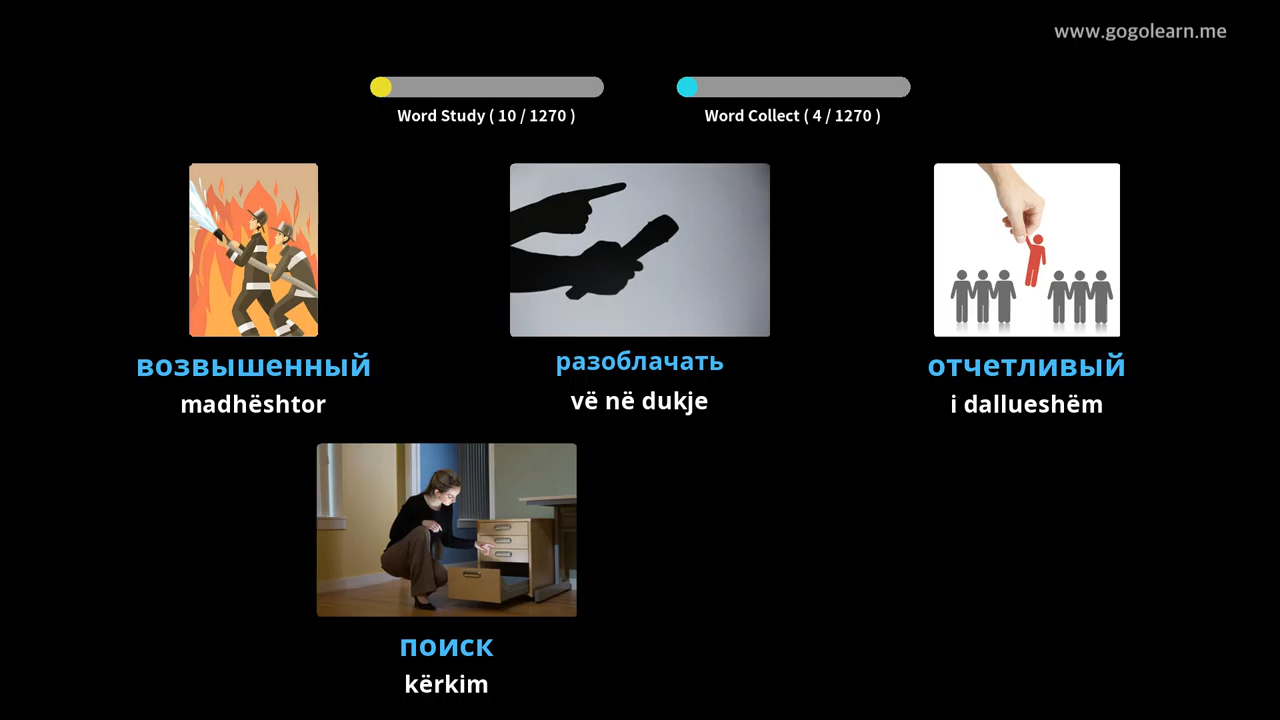 www.gogolearn.me
Word Study ( 10 / 1270 )
Word Collect ( 4 / 1270 )
возвышенный
madhështor
разоблачать
vë në dukje
отчетливый
i dallueshëm
поиск
kërkim